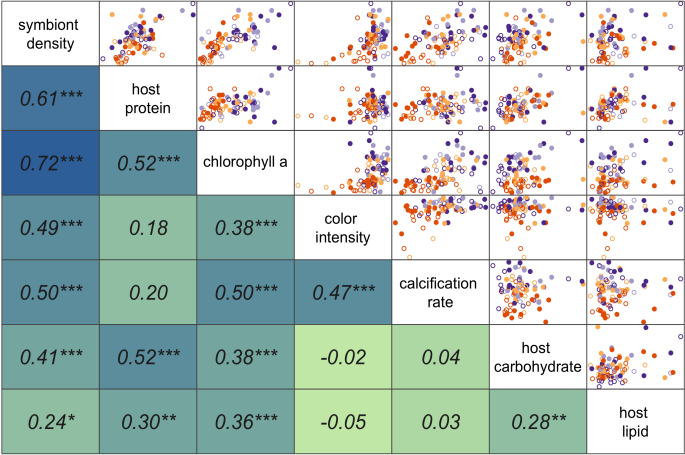 symbiont
density
0.61***
host
protein
0.72***
0.52***
chlorophyll a
0.49***
0.18
0.38***
color
intensity
0.50***
0.20
0.50***
0.47***
calcification
rate
0.41***
0.52***
0.38***
-0.02
0.04
host
carbohydrate
0.24*
0.30**
0.36***
-0.05
0.03
0.28**
host
lipid